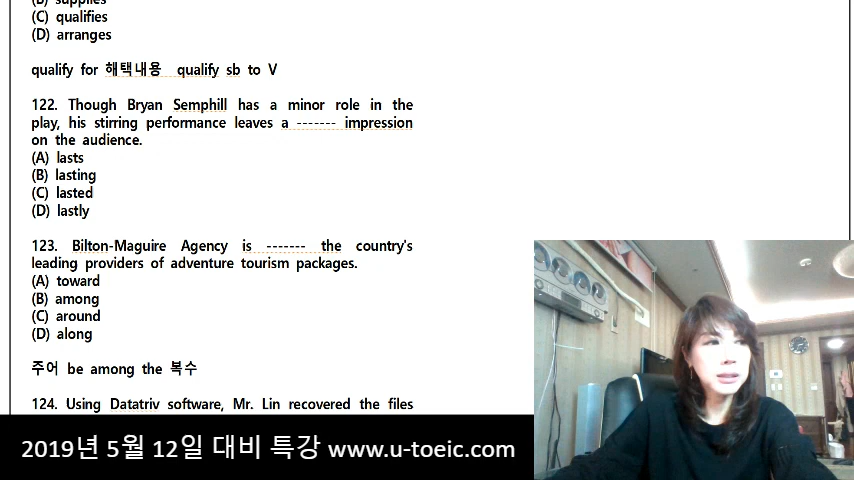 (B) supplies
(C) qualifies
(D) arranges
qualify for 해택내용 qualify sb to V
122. Though Bryan Semphill has a minor role in the
play, his stirring performance leaves a ------- impression
on the audience.
(A) lasts
(B) lasting
(C) lasted
(D) lastly
123. Bilton-Maguire Agency is ------- the country's
leading providers of adventure tourism packages.
(A) toward
(B) among
(C) around
(D) along
주어 be among the 복수
124. Using Datatriv software, Mr. Lin recovered the files
2019년 5월 12일 대비 특강 www.u-toeic.com